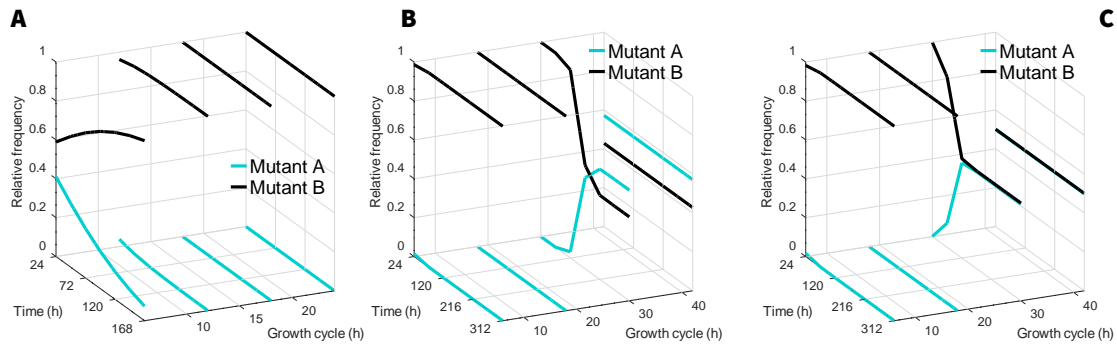 A
B
C
1
0.8
0.6
0.4
0.2
0
Relative frequency
24
72
120
168
Time (h)
10
15
20
Growth cycle (h)
Mutant A
Mutant B
1
0.8
0.6
0.4
0.2
0
Relative frequency
24
120
216
312
Time (h)
10
20
30
40
Growth cycle (h)
Mutant A
Mutant B
1
0.8
0.6
0.4
0.2
0
Relative frequency
24
120
216
312
Time (h)
10
20
30
40
Growth cycle (h)
Mutant A
Mutant B